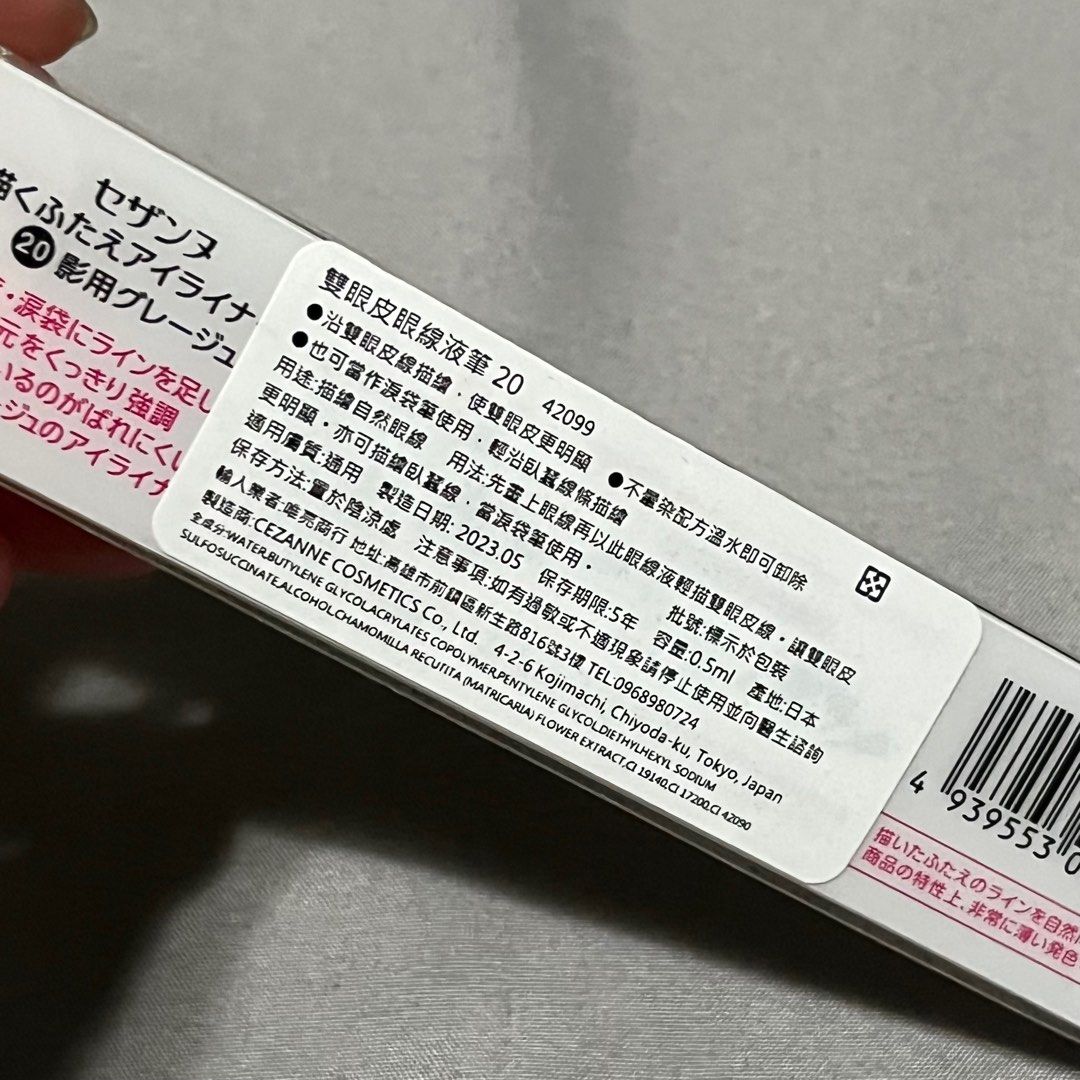 セザンヌ
描くふたえアイライナ
20 影用グレージュ
・涙袋にラインを足し
元をくっきり強調
いるのがばれにくい
ージュのアイライナ
雙眼皮眼線液筆 20 42099
●沿雙眼皮線描繪，使雙眼皮更明顯 ●不暈染配方溫水即可卸除
●也可當作淚袋筆使用，輕沿臥蠶線條描繪
用途:描繪自然眼線 用法:先畫上眼線再以此眼線液輕描雙眼皮線，讓雙眼皮
更明顯，亦可描繪臥蠶線，當淚袋筆使用。 批號:標示於包裝
適用膚質:通用 製造日期: 2023.05 保存期限:5年 容量:0.5ml 產地:日本
保存方法:置於陰涼處 注意事項:如有過敏或不適現象請停止使用並向醫生諮詢
輸入業者:唯亮商行 地址:高雄市前鎮區新生路816號3樓 TEL:0968980724
製造商:CEZANNE COSMETICS Co., Ltd. 4-2-6 Kojimachi, Chiyoda-ku, Tokyo, Japan
全成分:WATER,BUTYLENE GLYCOL,ACRYLATES COPOLYMER,PENTYLENE GLYCOL,DIETHYLHEXYL SODIUM
SULFOSUCCINATE,ALCOHOL,CHAMOMILLA RECUTITA (MATRICARIA) FLOWER EXTRACT,CI 19140,CI 17200,CI 42090
4 939553 0
描いたふたえのラインを自然に
商品の特性上、非常に薄い発色